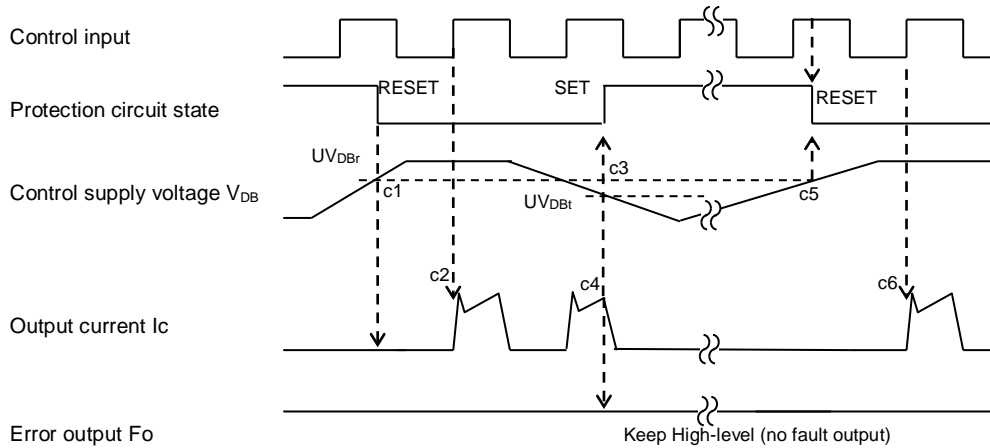 Control input
RESET
SET
Protection circuit state
RESET
UVDBr
c3
c1
Control supply voltage VDB
c5
UVDBt
c2
c4
c6
Output current Ic
Error output Fo
Keep High-level (no fault output)